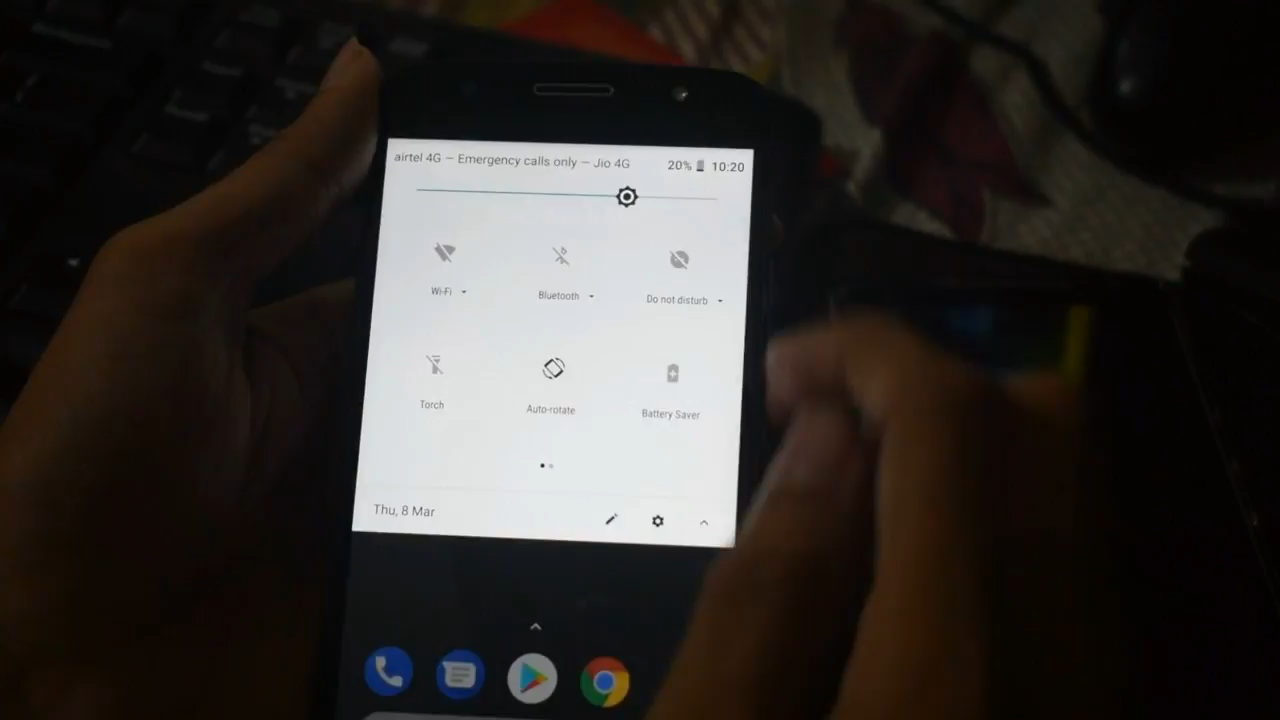 airtel 4G — Emergency calls only — Jio 4G 20% 10:20
Wi-Fi Bluetooth Do not disturb
Torch Auto-rotate Battery Saver
Thu, 8 Mar